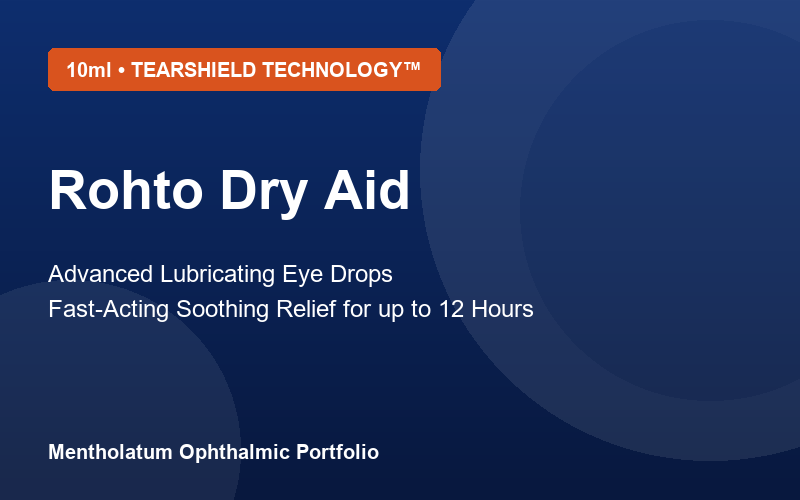 10ml • TEARSHIELD TECHNOLOGY™
Rohto Dry Aid
Advanced Lubricating Eye Drops
Fast-Acting Soothing Relief for up to 12 Hours
Mentholatum Ophthalmic Portfolio